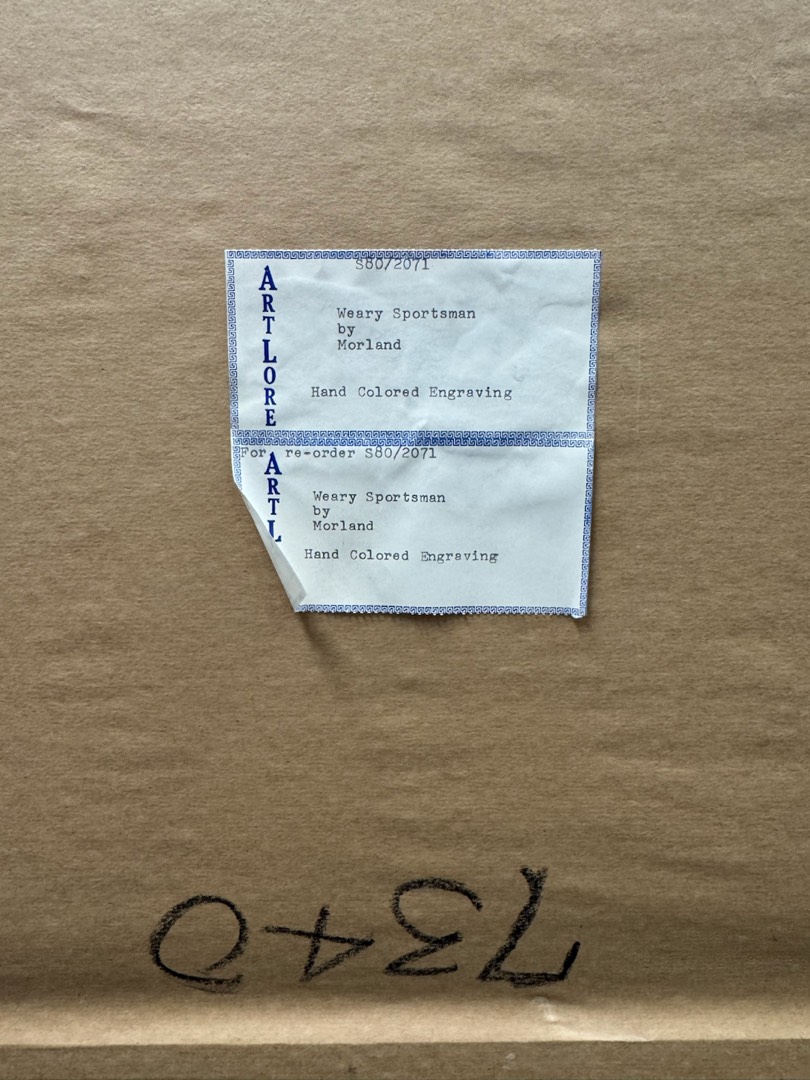 S80/2071
ARTLORE
Weary Sportsman
by
Morland
Hand Colored Engraving
For re-order S80/2071
ARTL
Weary Sportsman
by
Morland
Hand Colored Engraving
7340